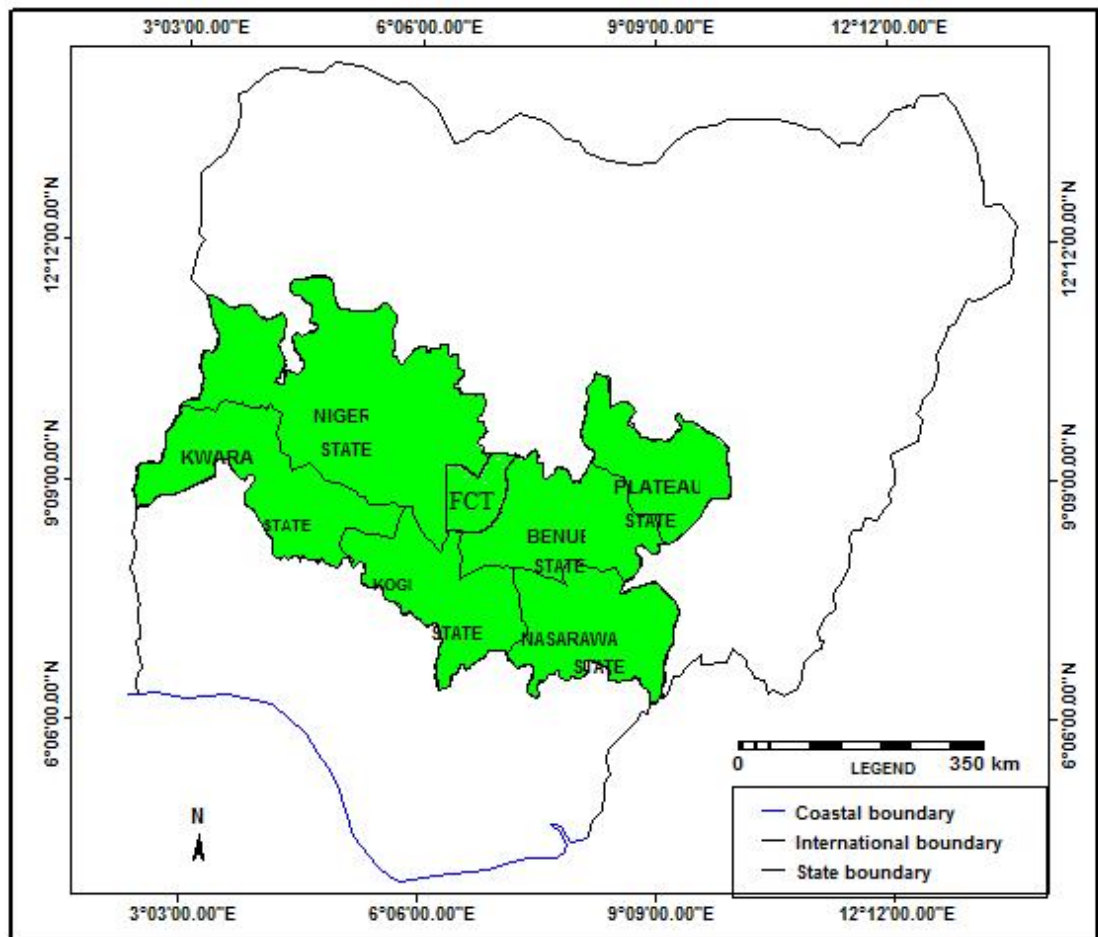 3°03'00.00"E 6°06'00.00"E 9°09'00.00"E 12°12'00.00"E
12°12'00.00"N
12°12'00.00"N
NIGER
STATE
KWARA
STATE
FCT
PLATEAU
STATE
BENUE
STATE
9°09'00.00"N
9°09'00.00"N
KOGI
STATE
NASARAWA
STATE
6°06'00.00"N
6°06'00.00"N
0 350 km
LEGEND
N
Coastal boundary
International boundary
State boundary
3°03'00.00"E 6°06'00.00"E 9°09'00.00"E 12°12'00.00"E